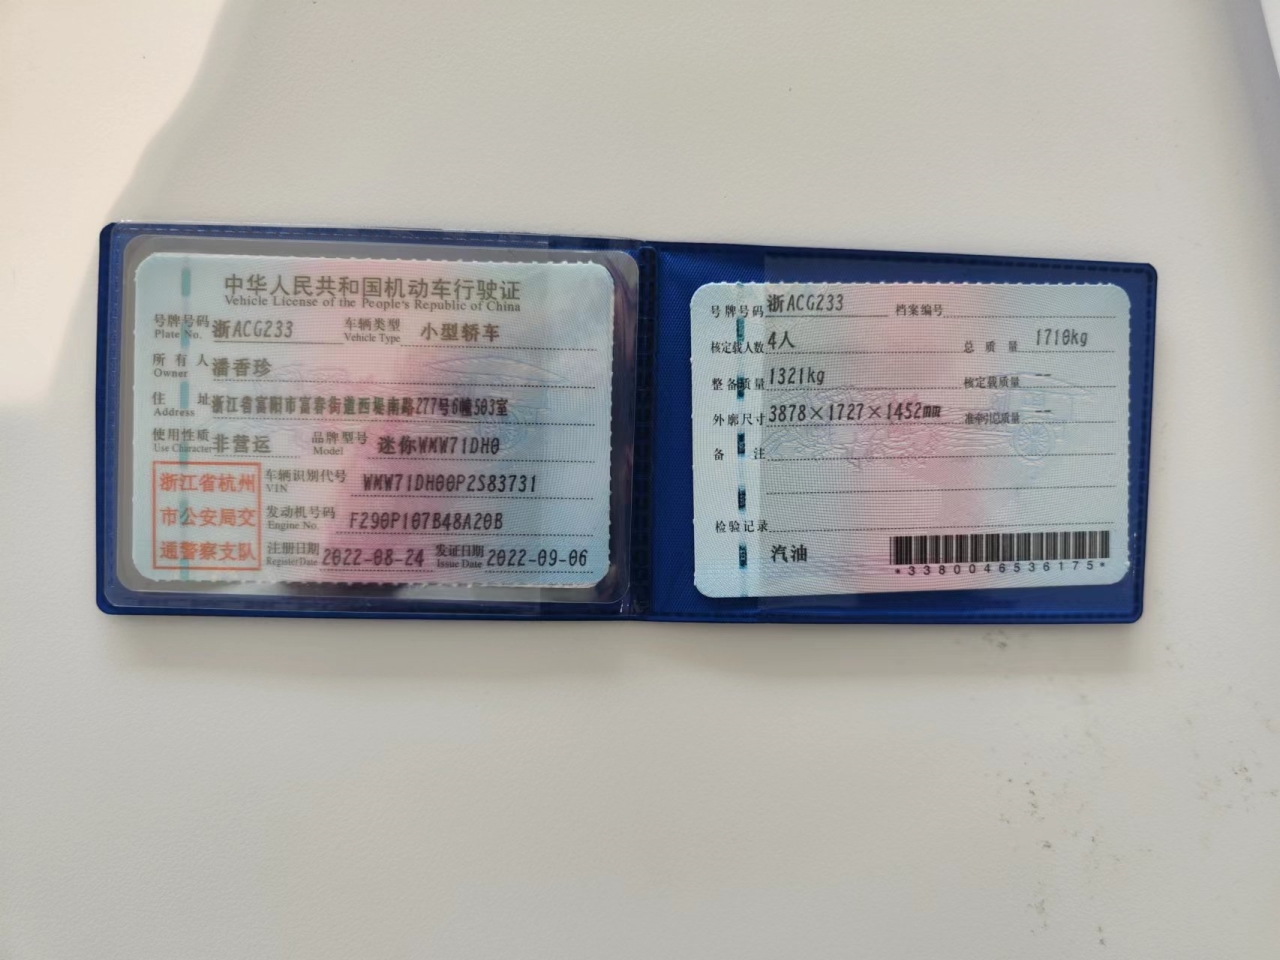 中华人民共和国机动车行驶证
Vehicle License of the People's Republic of China
号牌号码 浙ACG233 车辆类型 小型轿车
Plate No. Vehicle Type
所有人 潘香珍
Owner
住址 浙江省富阳市富春街道西堤南路277号6幢503室
Address
使用性质 非营运 品牌型号 迷你WMW71DH0
Use Character Model
浙江省杭州
市公安局交
通警察支队
车辆识别代号 WMW71DH00P2S83731
VIN
发动机号码 F290P107B48A20B
Engine No.
注册日期 2022-08-24 发证日期 2022-09-06
Register Date Issue Date
号牌号码 浙ACG233 档案编号
核定载人数 4人 总质量 1710kg
整备质量 1321kg 核定载质量 --
外廓尺寸 3878×1727×1452mm 准牵引总质量 --
备注
检验记录
汽油
*3380046536175*